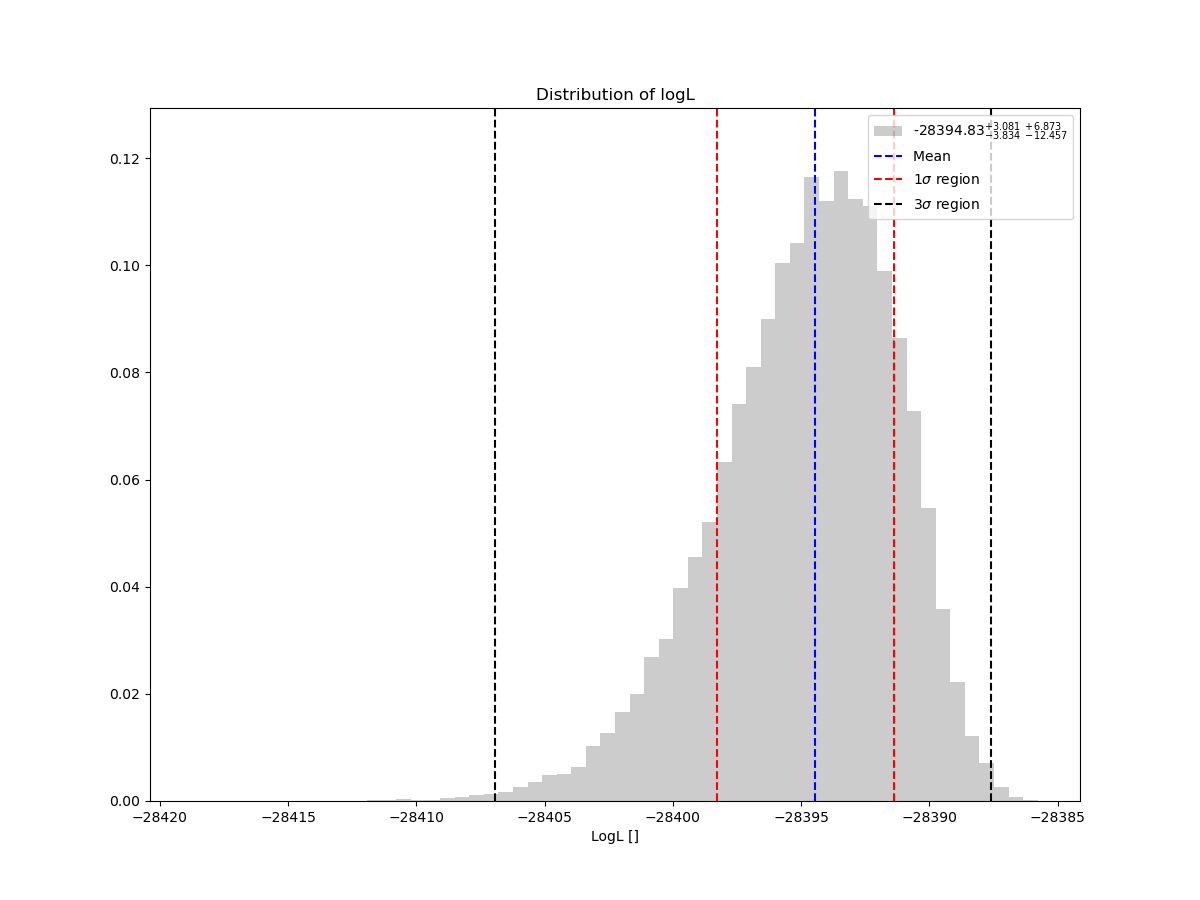 Distribution of logL
-28394.83+3.081 +6.873
−3.834 −12.457
Mean
1σ region
3σ region
0.12
0.10
0.08
0.06
0.04
0.02
0.00
−28420 −28415 −28410 −28405 −28400 −28395 −28390 −28385
LogL []